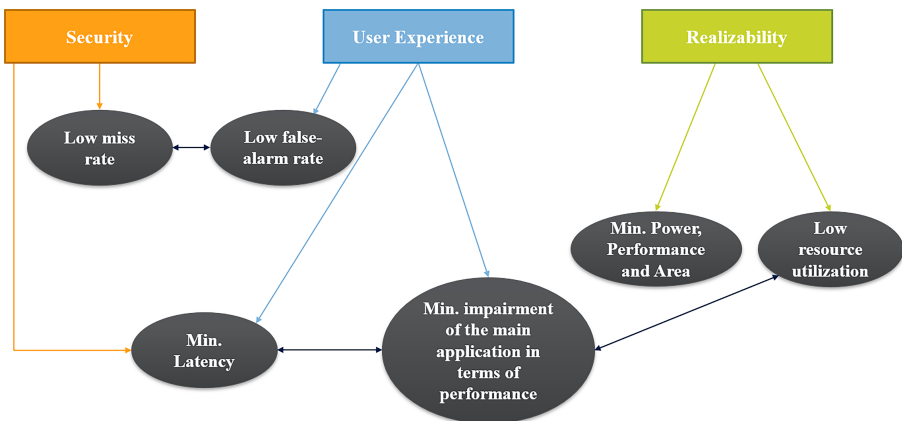 Security
User Experience
Realizability
Low miss
rate
Low false-
alarm rate
Min. Power,
Performance
and Area
Low
resource
utilization
Min.
Latency
Min. impairment
of the main
application in
terms of
performance